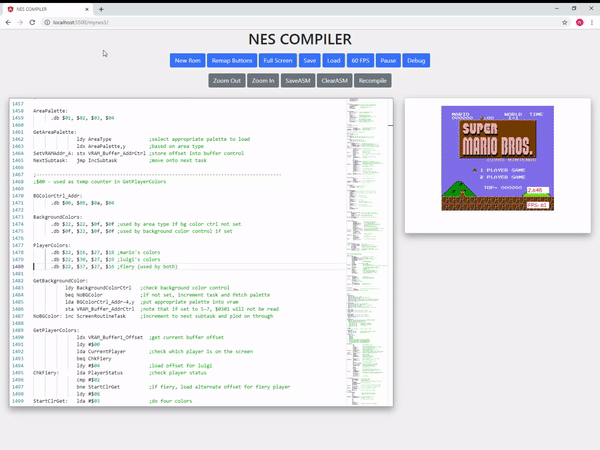 NES COMPILER
localhost:5500/mynes1/
NES COMPILER
New Rom Remap Buttons Full Screen Save Load 60 FPS Pause Debug
Zoom Out Zoom In SaveASM ClearASM Recompile
1457
1458 AreaPalette:
1459 .db $01, $02, $03, $04
1460
1461 GetAreaPalette:
1462 ldy AreaType ;select appropriate palette to load
1463 ldx AreaPalette,y ;based on area type
1464 SetVRAMAddr_A: stx VRAM_Buffer_AddrCtrl ;store offset into buffer control
1465 NextSubtask: jmp IncSubtask ;move onto next task
1466
1467
1468 ;$00 - used as temp counter in GetPlayerColors
1469
1470 BGColorCtrl_Addr:
1471 .db $00, $09, $0a, $04
1472
1473 BackgroundColors:
1474 .db $22, $22, $0f, $0f ;used by area type if bg color ctrl not set
1475 .db $0f, $22, $0f, $0f ;used by background color control if set
1476
1477 PlayerColors:
1478 .db $22, $16, $27, $18 ;mario's colors
1479 .db $22, $30, $27, $19 ;luigi's colors
1480 .db $22, $37, $27, $16 ;fiery (used by both)
1481
1482 GetBackgroundColor:
1483 ldy BackgroundColorCtrl ;check background color control
1484 beq NoBGColor ;if not set, increment task and fetch palette
1485 lda BGColorCtrl_Addr-4,y ;put appropriate palette into vram
1486 sta VRAM_Buffer_AddrCtrl ;note that if set to 5-7, $0301 will not be read
1487 NoBGColor: inc ScreenRoutineTask ;increment to next subtask and plod on through
1488
1489 GetPlayerColors:
1490 ldx VRAM_Buffer1_Offset ;get current buffer offset
1491 ldy #$00
1492 lda CurrentPlayer ;check which player is on the screen
1493 beq ChkFiery
1494 ldy #$04 ;load offset for luigi
1495 ChkFiery: lda PlayerStatus ;check player status
1496 cmp #$02
1497 bne StartClrGet ;if fiery, load alternate offset for fiery player
1498 ldy #$08
1499 StartClrGet: lda #$03 ;do four colors
MARIO WORLD TIME
SUPER
MARIO BROS.
1 PLAYER GAME
2 PLAYER GAME
TOP- 000000
FPS: 61